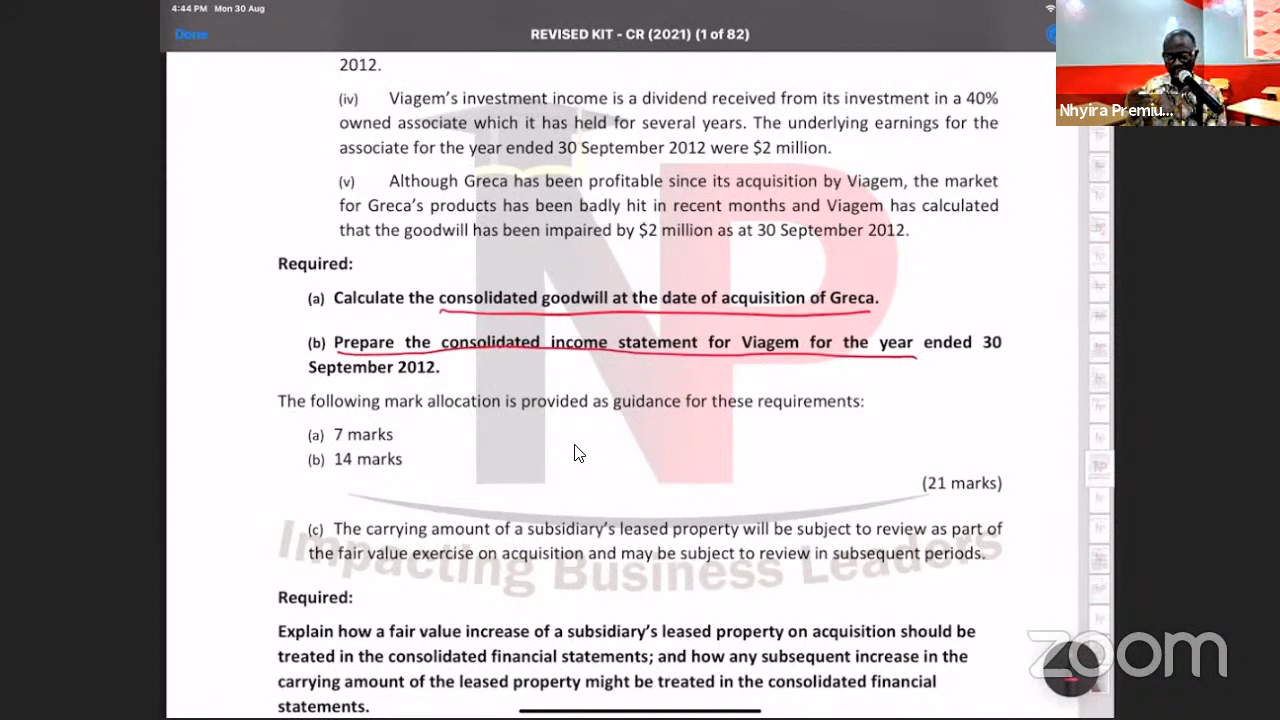 4:44 PM Mon 30 Aug
Done
REVISED KIT - CR (2021) (1 of 82)
Nhyira Premiu...
2012.
(iv) Viagem's investment income is a dividend received from its investment in a 40%
owned associate which it has held for several years. The underlying earnings for the
associate for the year ended 30 September 2012 were $2 million.
(v) Although Greca has been profitable since its acquisition by Viagem, the market
for Greca's products has been badly hit in recent months and Viagem has calculated
that the goodwill has been impaired by $2 million as at 30 September 2012.
Required:
(a) Calculate the consolidated goodwill at the date of acquisition of Greca.
(b) Prepare the consolidated income statement for Viagem for the year ended 30
September 2012.
The following mark allocation is provided as guidance for these requirements:
(a) 7 marks
(b) 14 marks
(21 marks)
(c) The carrying amount of a subsidiary's leased property will be subject to review as part of
the fair value exercise on acquisition and may be subject to review in subsequent periods.
Impacting Business Leaders
Required:
Explain how a fair value increase of a subsidiary's leased property on acquisition should be
treated in the consolidated financial statements; and how any subsequent increase in the
carrying amount of the leased property might be treated in the consolidated financial
statements.
NP
zoom